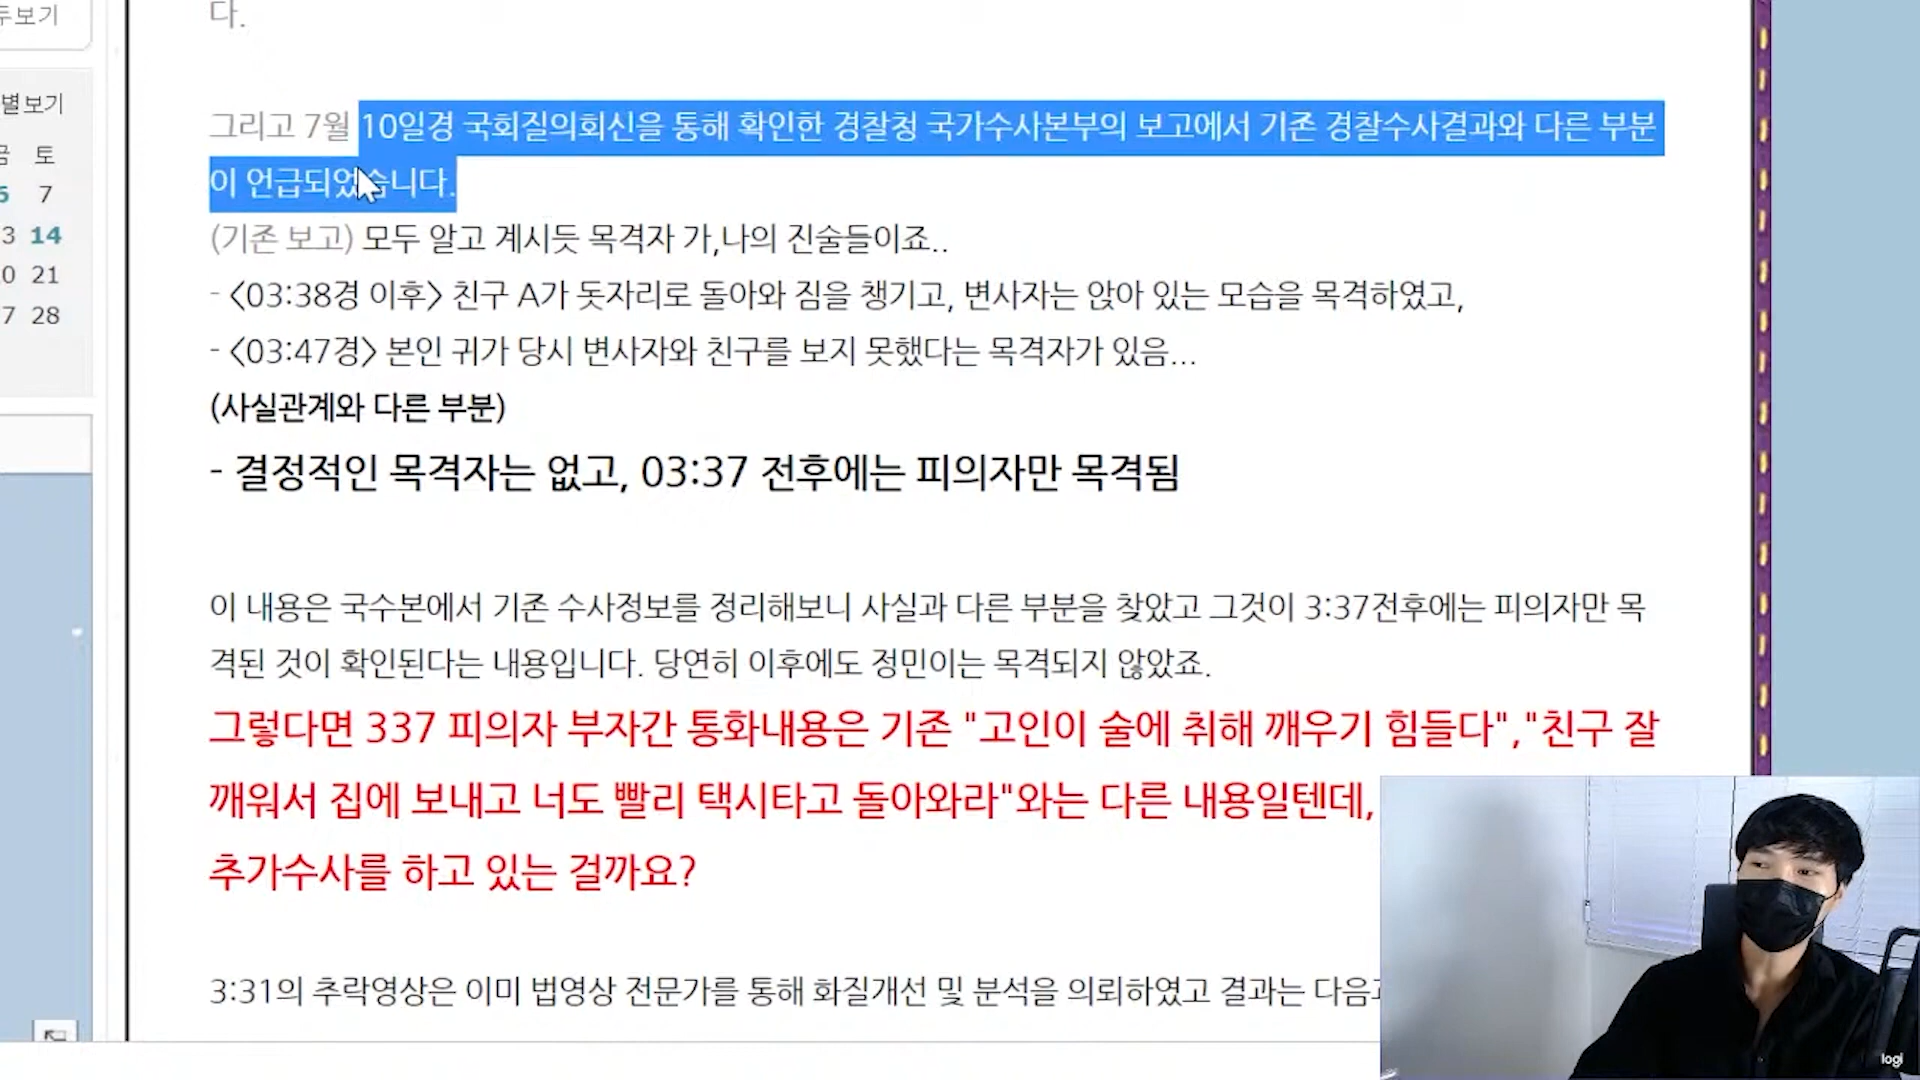 다.
두보기
별보기
그리고 7월 10일경 국회질의회신을 통해 확인한 경찰청 국가수사본부의 보고에서 기존 경찰수사결과와 다른 부분
이 언급되었습니다.
금 토
6 7
3 14
0 21
7 28
(기존 보고) 모두 알고 계시듯 목격자 가,나의 진술들이죠..
- <03:38경 이후> 친구 A가 돗자리로 돌아와 짐을 챙기고, 변사자는 앉아 있는 모습을 목격하였고,
- <03:47경> 본인 귀가 당시 변사자와 친구를 보지 못했다는 목격자가 있음...
(사실관계와 다른 부분)
- 결정적인 목격자는 없고, 03:37 전후에는 피의자만 목격됨
이 내용은 국수본에서 기존 수사정보를 정리해보니 사실과 다른 부분을 찾았고 그것이 3:37전후에는 피의자만 목
격된 것이 확인된다는 내용입니다. 당연히 이후에도 정민이는 목격되지 않았죠.
그렇다면 337 피의자 부자간 통화내용은 기존 "고인이 술에 취해 깨우기 힘들다","친구 잘
깨워서 집에 보내고 너도 빨리 택시타고 돌아와라"와는 다른 내용일텐데,
추가수사를 하고 있는 걸까요?
3:31의 추락영상은 이미 법영상 전문가를 통해 화질개선 및 분석을 의뢰하였고 결과는 다음
logi